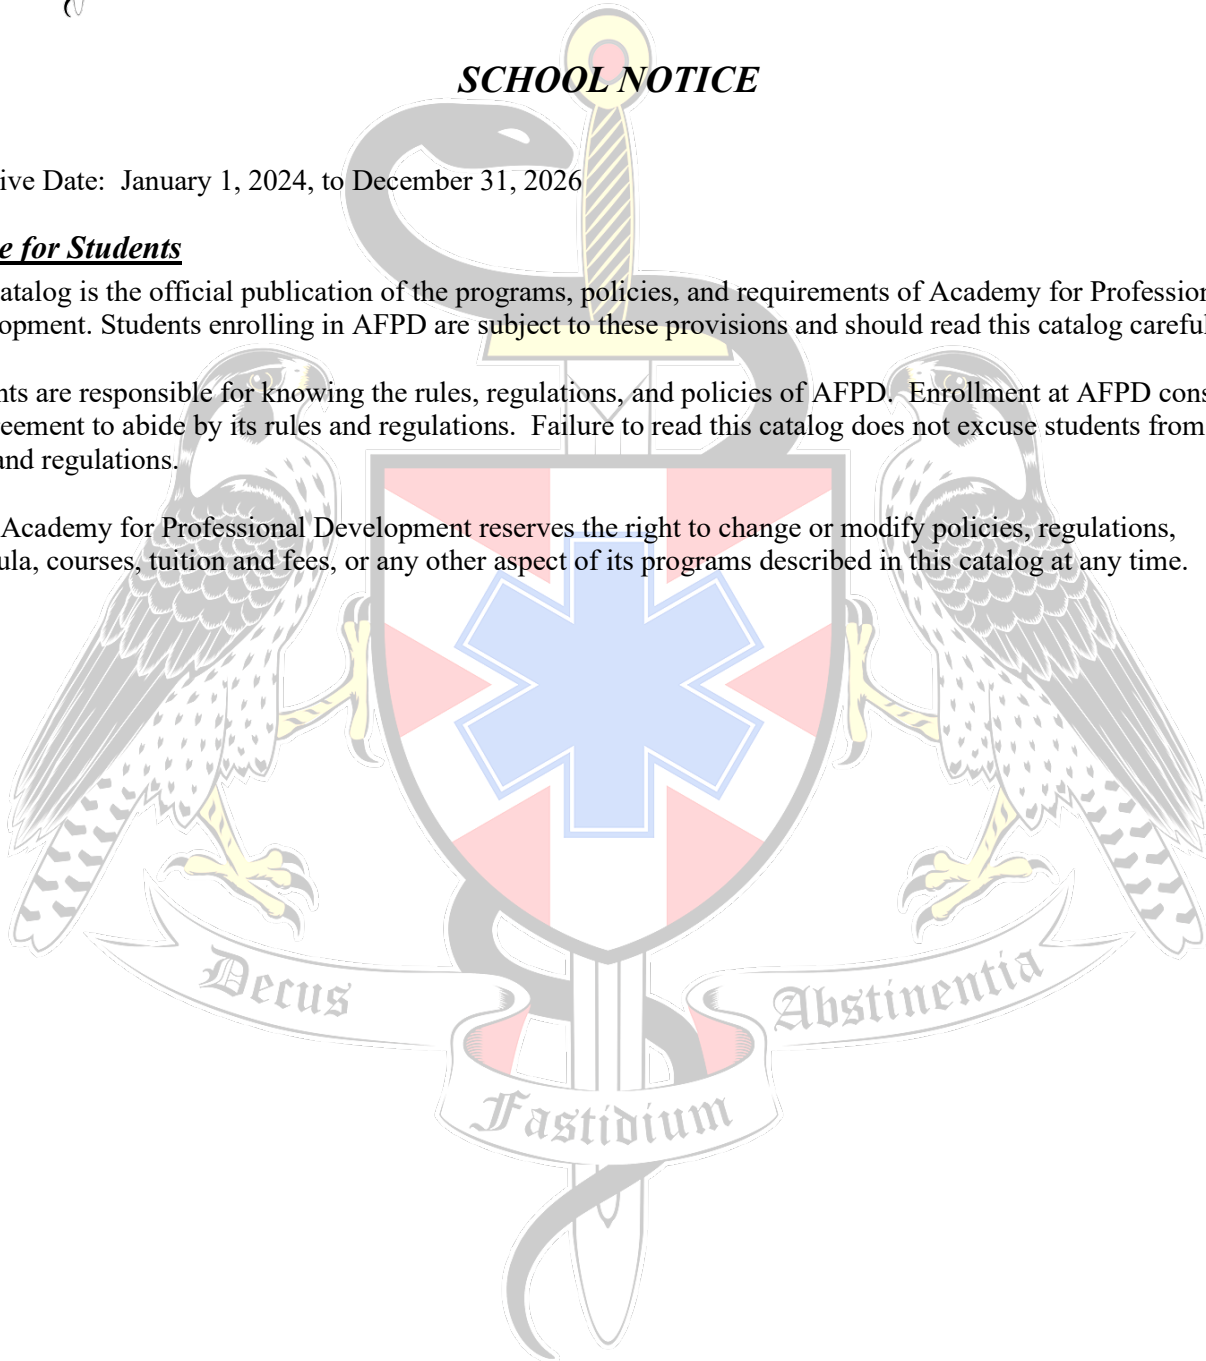 SCHOOL NOTICE
ive Date:  January 1, 2024, to December 31, 2026
e for Students
atalog is the official publication of the programs, policies, and requirements of Academy for Profession
opment. Students enrolling in AFPD are subject to these provisions and should read this catalog careful
nts are responsible for knowing the rules, regulations, and policies of AFPD.  Enrollment at AFPD cons
eement to abide by its rules and regulations.  Failure to read this catalog does not excuse students from
and regulations.
Academy for Professional Development reserves the right to change or modify policies, regulations,
ula, courses, tuition and fees, or any other aspect of its programs described in this catalog at any time.
Decus
Abstinentia
Fastidium